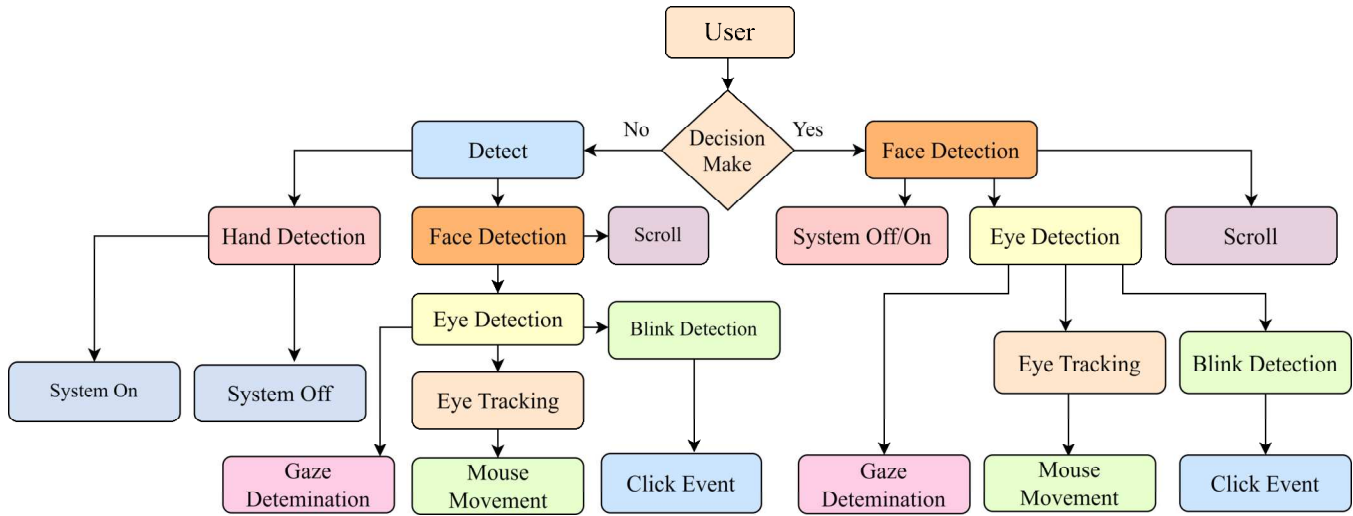 User
No
Decision
Make
Yes
Detect
Face Detection
Hand Detection
Face Detection
Scroll
System Off/On
Eye Detection
Scroll
Eye Detection
Blink Detection
System On
System Off
Eye Tracking
Eye Tracking
Blink Detection
Gaze
Detemination
Mouse
Movement
Click Event
Gaze
Detemination
Mouse
Movement
Click Event